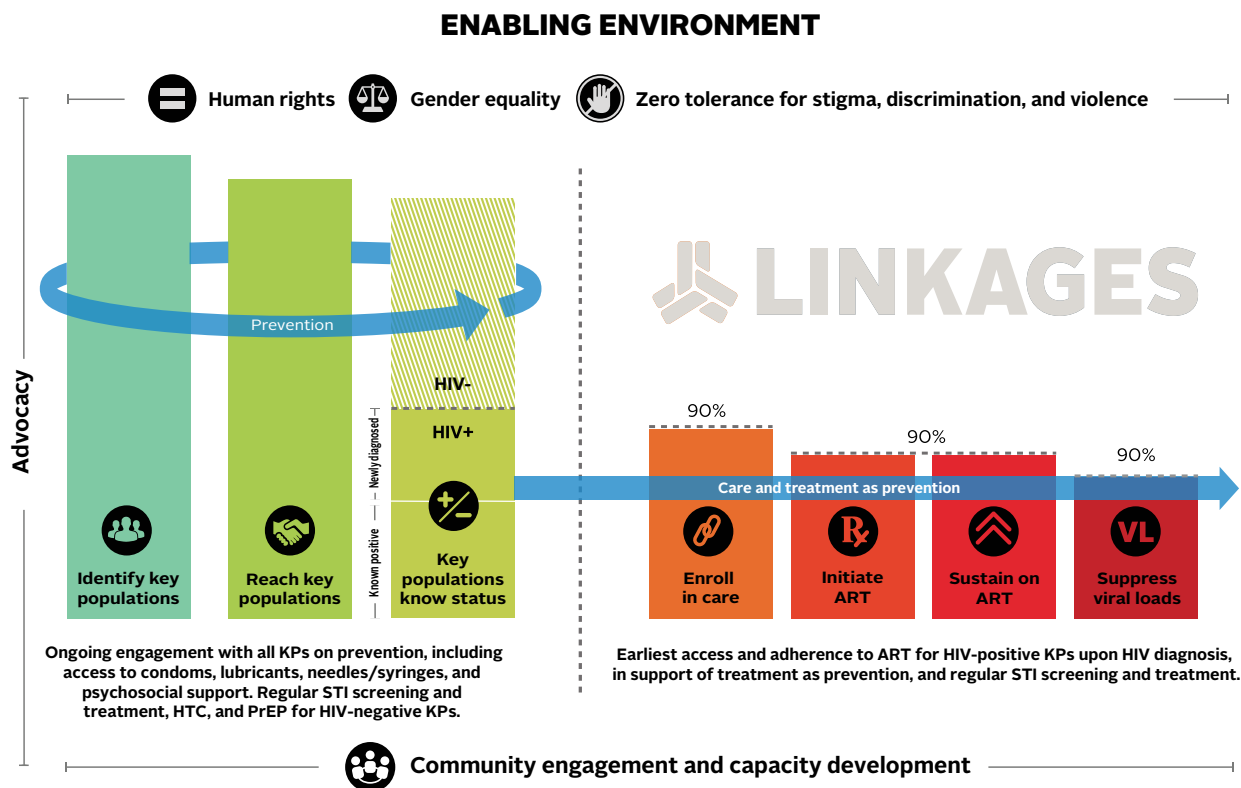 ENABLING ENVIRONMENT
Human rights
Gender equality
Zero tolerance for stigma, discrimination, and violence
Advocacy
LINKAGES
Prevention
HIV-
HIV+
Newly diagnosed
Known positive
Identify key
populations
Reach key
populations
+/-
Key
populations
know status
90%
90%
90%
Care and treatment as prevention
Enroll
in care
Rx
Initiate
ART
Sustain on
ART
VL
Suppress
viral loads
Ongoing engagement with all KPs on prevention, including
access to condoms, lubricants, needles/syringes, and
psychosocial support. Regular STI screening and
treatment, HTC, and PrEP for HIV-negative KPs.
Earliest access and adherence to ART for HIV-positive KPs upon HIV diagnosis,
in support of treatment as prevention, and regular STI screening and treatment.
Community engagement and capacity development